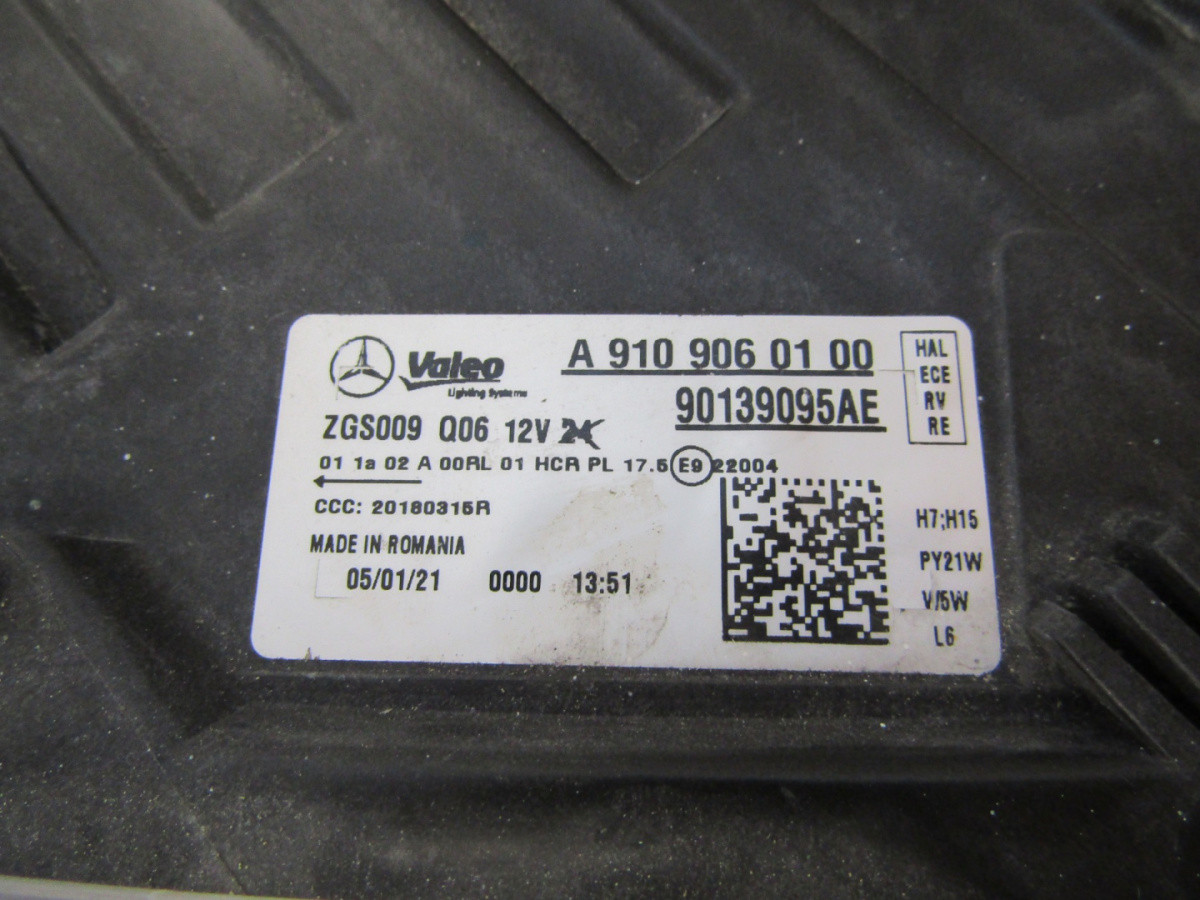 Valeo
Lighting Systems
A 910 906 01 00
90139095AE
HAL
ECE
RV
RE
ZGS009 Q06 12V 24
01 1a 02 A 00RL 01 HCR PL 17.5 E9 22004
CCC: 20180315R
MADE IN ROMANIA
05/01/21 0000 13:51
H7;H15
PY21W
W5W
L6